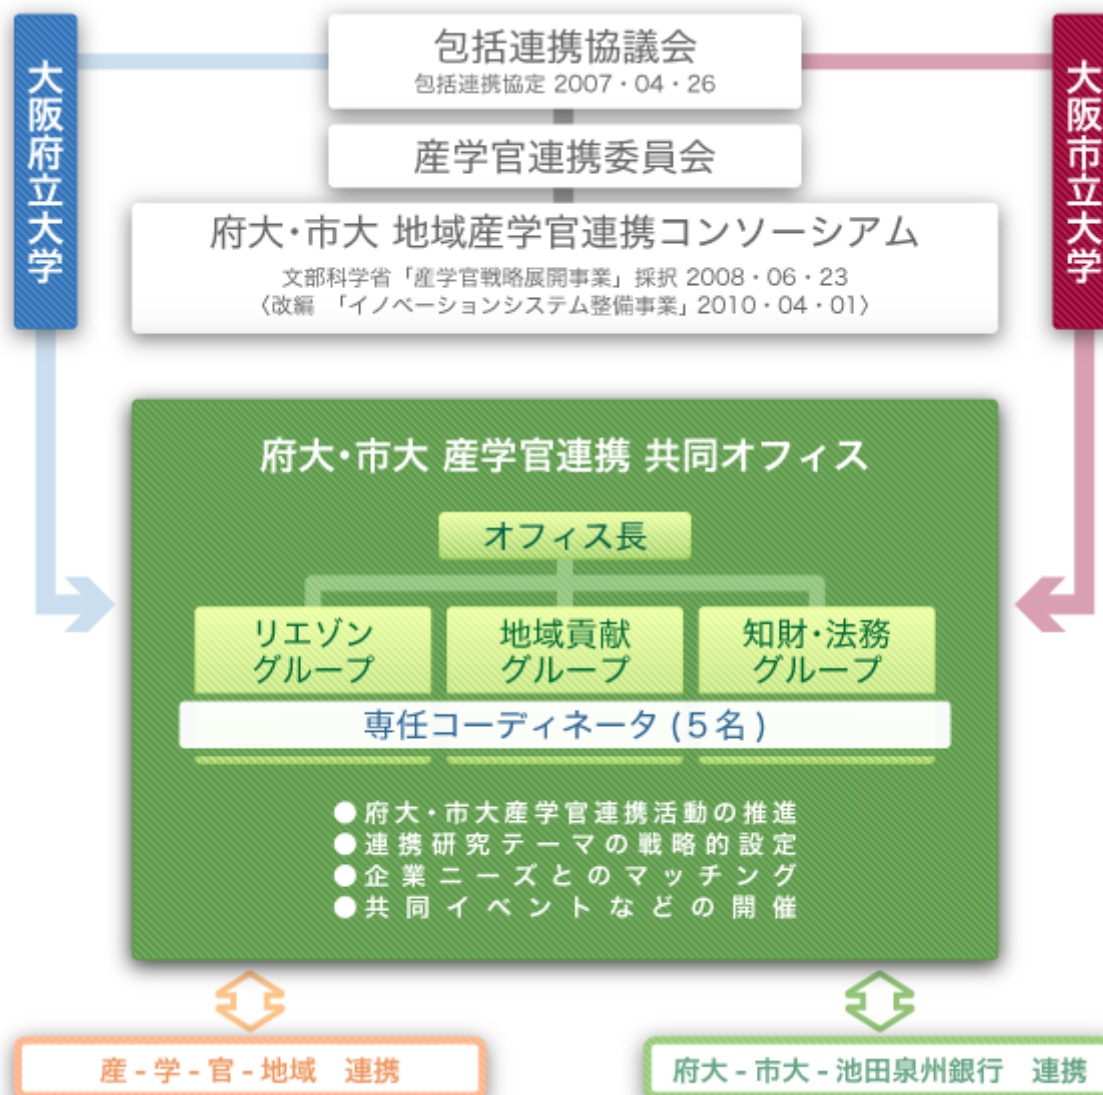 大阪府立大学
包括連携協議会
包括連携協定 2007・04・26
大阪市立大学
産学官連携委員会
府大・市大 地域産学官連携コンソーシアム
文部科学省「産学官戦略展開事業」採択 2008・06・23
〈改編 「イノベーションシステム整備事業」2010・04・01〉
府大・市大 産学官連携 共同オフィス
オフィス長
リエゾン
グループ
地域貢献
グループ
知財・法務
グループ
専任コーディネータ (5名)
●府大・市大産学官連携活動の推進
●連携研究テーマの戦略的設定
●企業ニーズとのマッチング
●共同イベントなどの開催
産 - 学 - 官 - 地域 連携
府大 - 市大 - 池田泉州銀行 連携